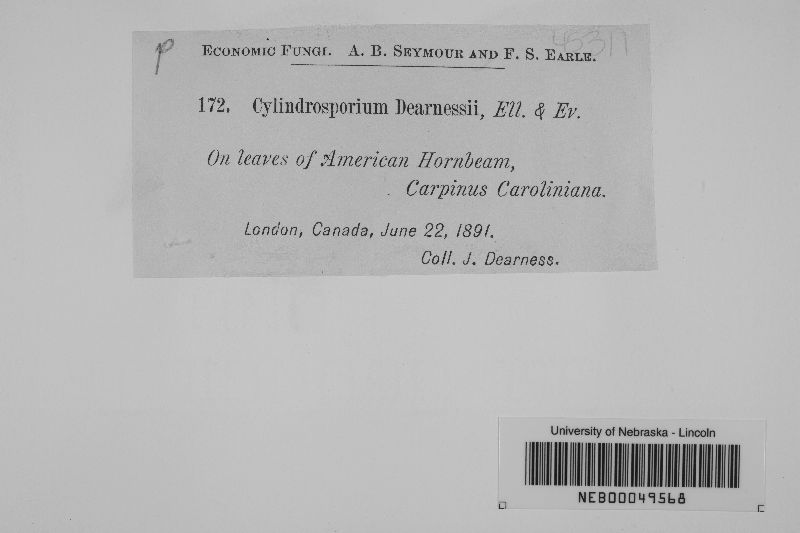 p
ECONOMIC FUNGI. A. B. SEYMOUR AND F. S. EARLE.
172. Cylindrosporium Dearnessii, Ell. & Ev.
On leaves of American Hornbeam,
Carpinus Caroliniana.
London, Canada, June 22, 1891.
Coll. J. Dearness.
University of Nebraska - Lincoln
NEB00049568